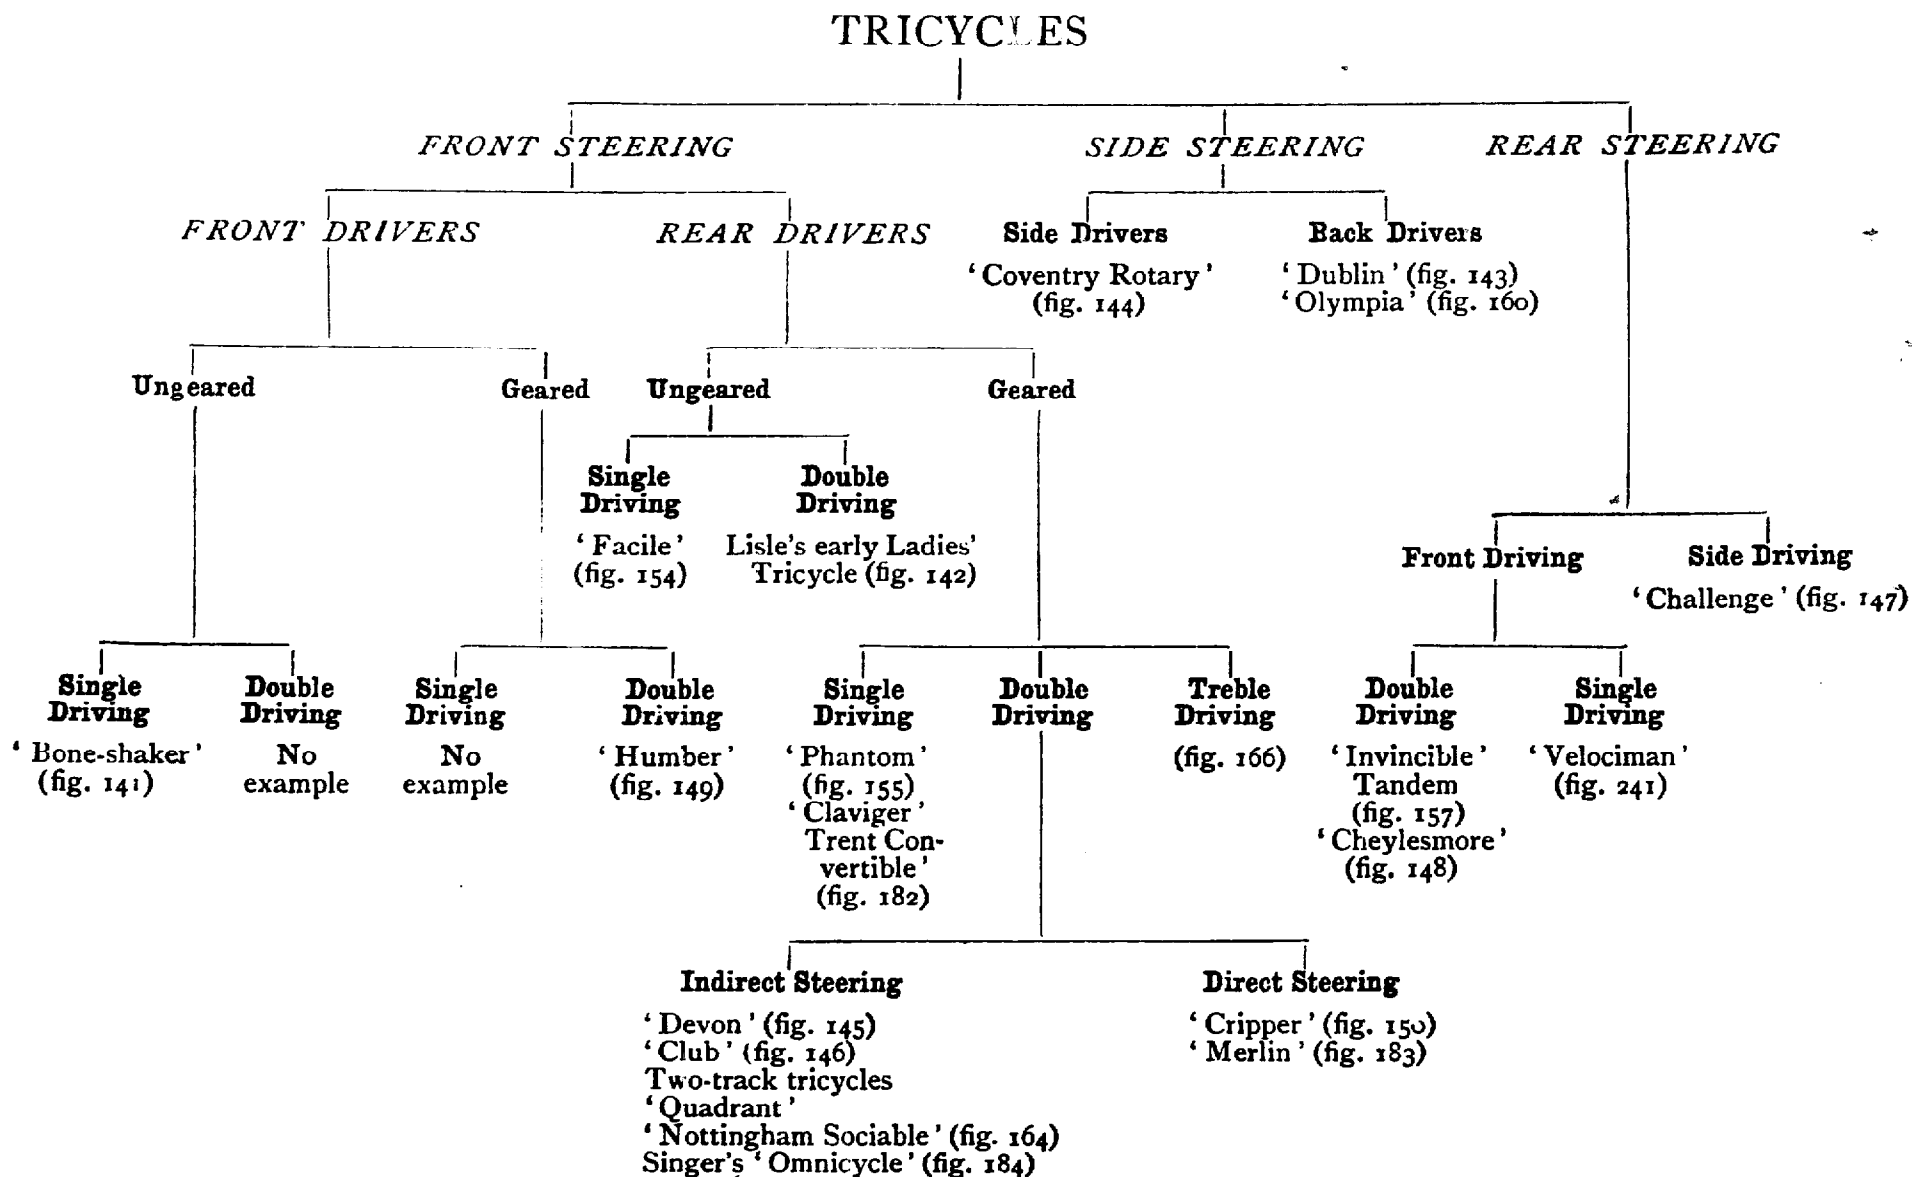 TRICYCLES
FRONT STEERING
SIDE STEERING
REAR STEERING
FRONT DRIVERS
REAR DRIVERS
Side Drivers
'Coventry Rotary'
(fig. 144)
Back Drivers
'Dublin' (fig. 143)
'Olympia' (fig. 160)
Ungeared
Geared
Ungeared
Geared
Single
Driving
'Facile'
(fig. 154)
Double
Driving
Lisle's early Ladies'
Tricycle (fig. 142)
Front Driving
Side Driving
'Challenge' (fig. 147)
Single
Driving
'Bone-shaker'
(fig. 141)
Double
Driving
No
example
Single
Driving
No
example
Double
Driving
'Humber'
(fig. 149)
Single
Driving
'Phantom'
(fig. 155)
'Claviger'
Trent Con-
vertible'
(fig. 182)
Double
Driving
Treble
Driving
(fig. 166)
Double
Driving
'Invincible'
Tandem
(fig. 157)
'Cheylesmore'
(fig. 148)
Single
Driving
'Velociman'
(fig. 241)
Indirect Steering
'Devon' (fig. 145)
'Club' (fig. 146)
Two-track tricycles
'Quadrant'
'Nottingham Sociable' (fig. 164)
Singer's 'Omnicycle' (fig. 184)
Direct Steering
'Cripper' (fig. 150)
'Merlin' (fig. 183)